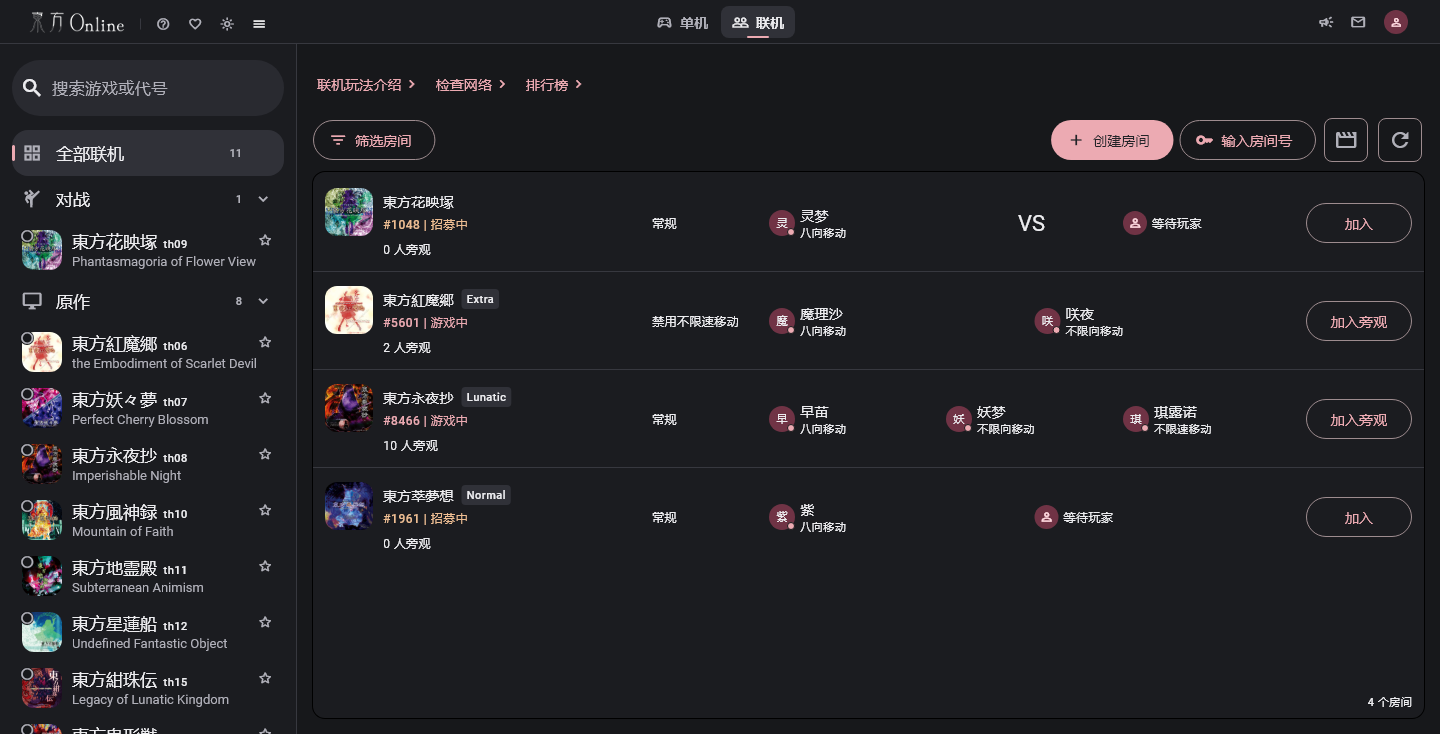 東方Online
单机
联机
搜索游戏或代号
全部联机 11
对战 1
東方花映塚 th09
Phantasmagoria of Flower View
原作 8
東方紅魔郷 th06
the Embodiment of Scarlet Devil
東方妖々夢 th07
Perfect Cherry Blossom
東方永夜抄 th08
Imperishable Night
東方風神録 th10
Mountain of Faith
東方地霊殿 th11
Subterranean Animism
東方星蓮船 th12
Undefined Fantastic Object
東方紺珠伝 th15
Legacy of Lunatic Kingdom
联机玩法介绍
检查网络
排行榜
筛选房间
创建房间
输入房间号
東方花映塚
#1048 | 招募中
0 人旁观
常规
灵
灵梦
八向移动
VS
等待玩家
加入
東方紅魔郷 Extra
#5601 | 游戏中
2 人旁观
禁用不限速移动
魔
魔理沙
八向移动
咲
咲夜
不限向移动
加入旁观
東方永夜抄 Lunatic
#8466 | 游戏中
10 人旁观
常规
早
早苗
八向移动
妖
妖梦
不限向移动
琪
琪露诺
不限速移动
加入旁观
東方萃夢想 Normal
#1961 | 招募中
0 人旁观
常规
紫
紫
八向移动
等待玩家
加入
4 个房间